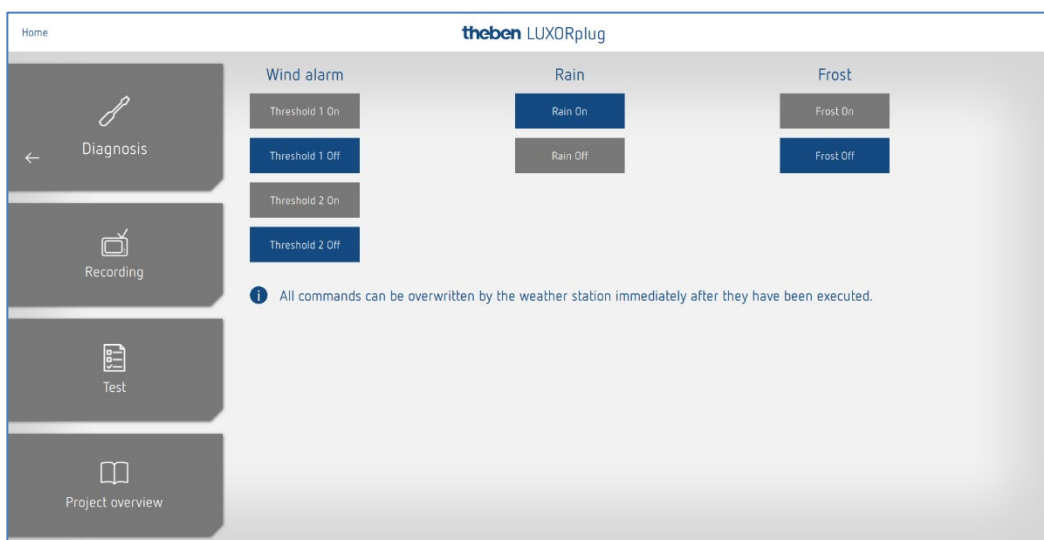 Home
theben LUXORplug
Diagnosis
Recording
Test
Project overview
Wind alarm
Threshold 1 On
Threshold 1 Off
Threshold 2 On
Threshold 2 Off
Rain
Rain On
Rain Off
Frost
Frost On
Frost Off
All commands can be overwritten by the weather station immediately after they have been executed.